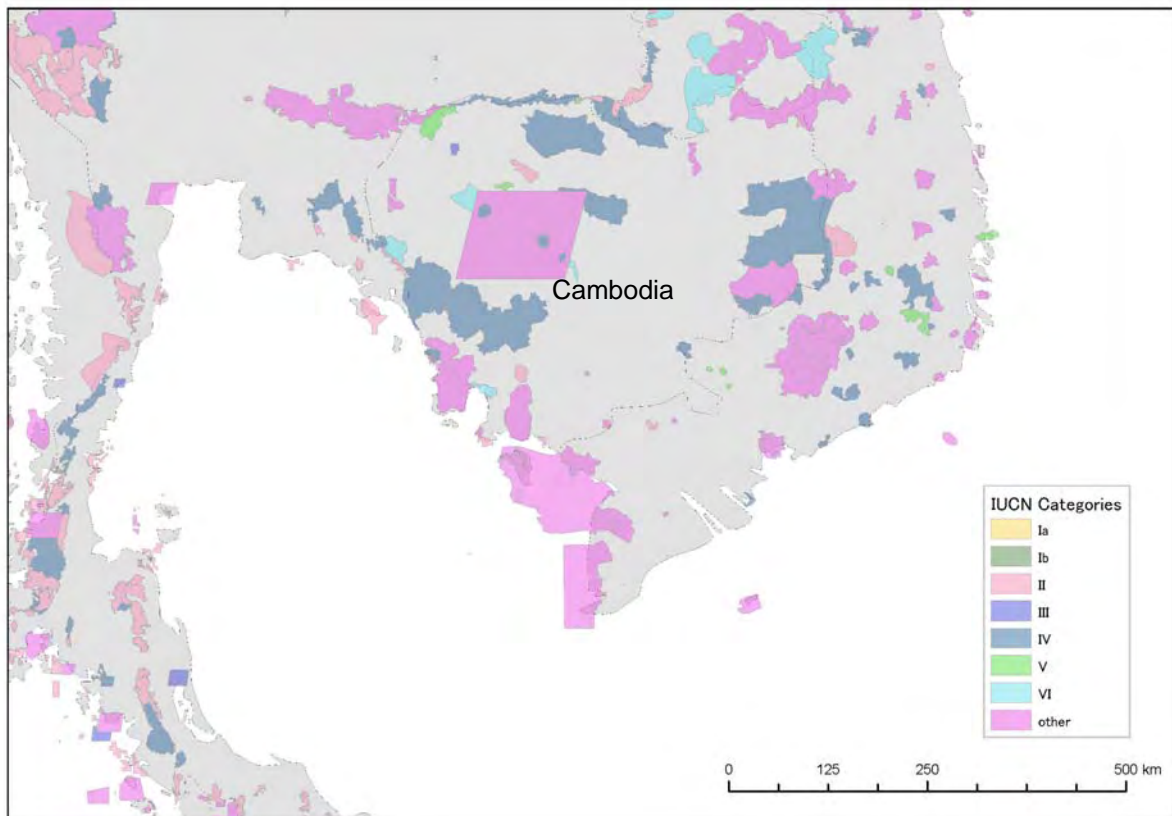 Cambodia
IUCN Categories
Ia
Ib
II
III
IV
V
VI
other
0 125 250 500 km